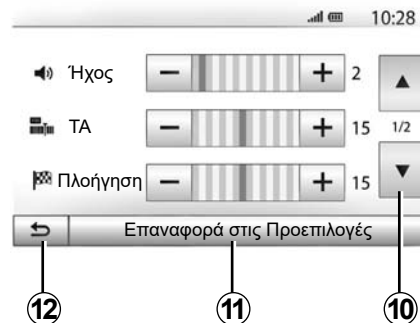 10:28
Ήχος − + 2
TA − + 15 1/2
Πλοήγηση − + 15
Επαναφορά στις Προεπιλογές
12 11 10